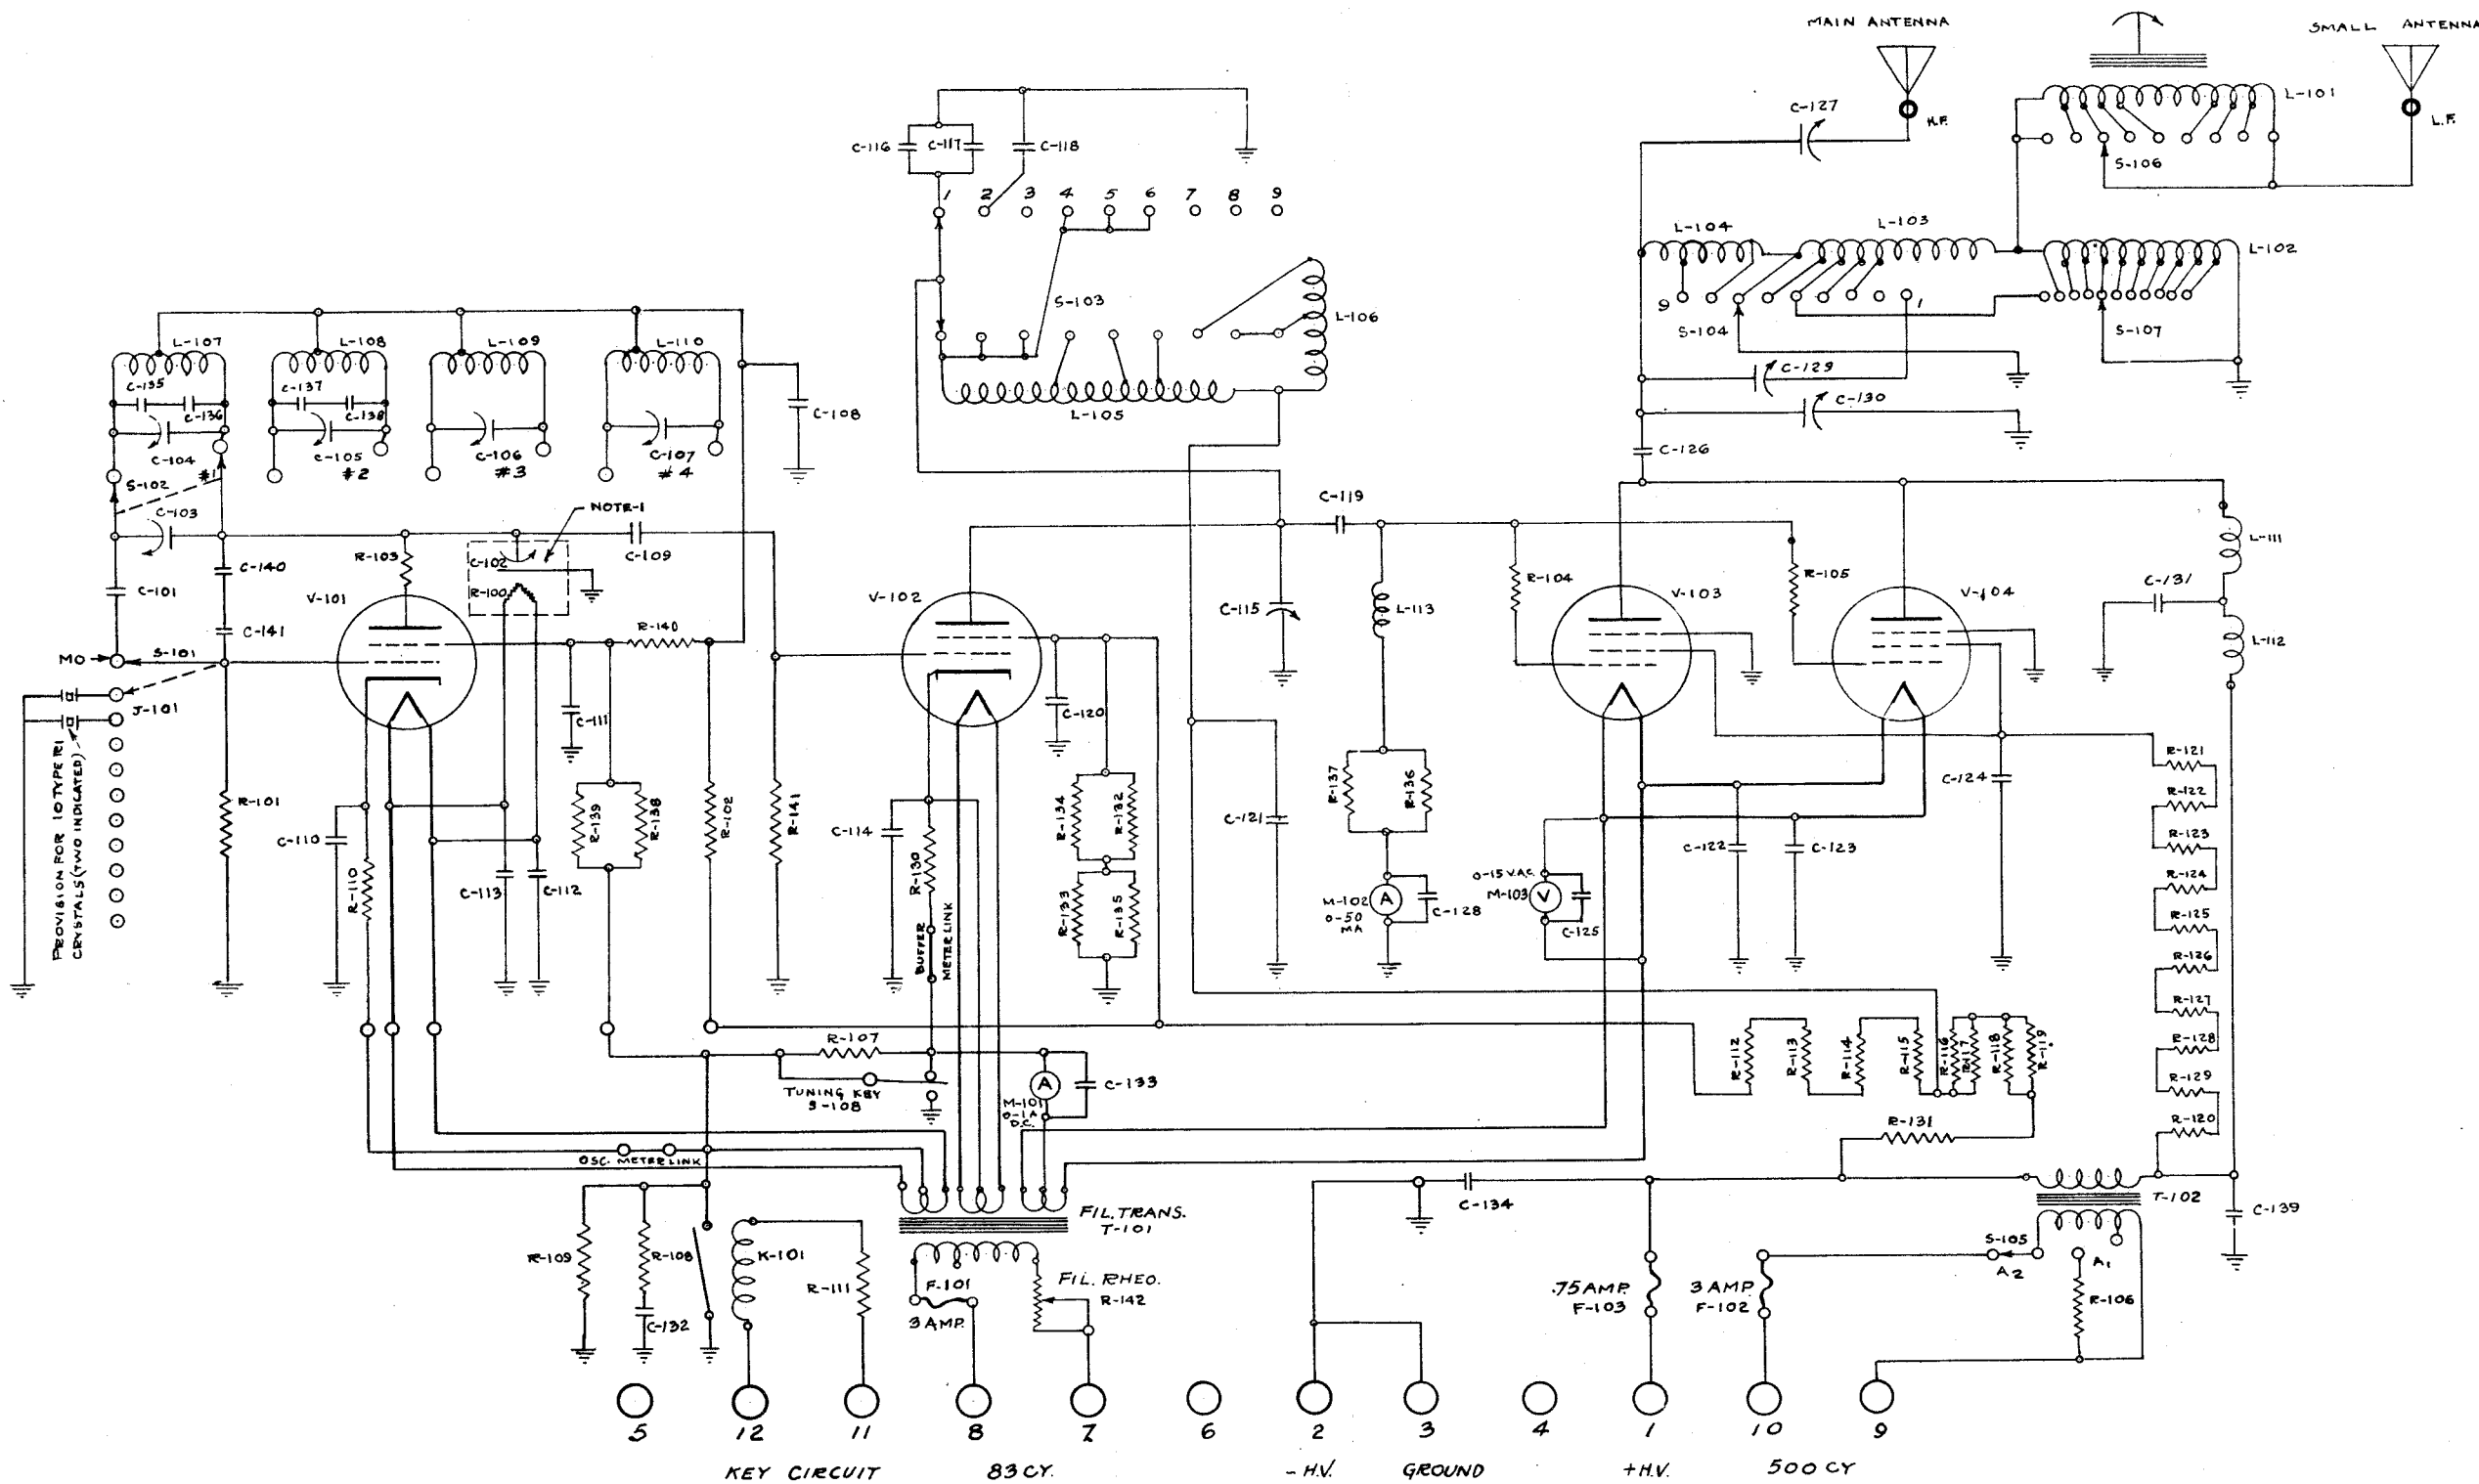 MAIN ANTENNA
SMALL ANTENNA
C-127
H.F.
L-101
L.F.
S-106
C-116
C-117
C-118
1 2 3 4 5 6 7 8 9
L-104
L-103
L-102
S-103
L-106
9
1
S-104
S-107
L-107
L-108
L-109
L-110
C-135
C-136
C-137
C-138
C-108
L-105
C-129
C-130
C-104
#1
C-105
#2
C-106
#3
C-107
#4
C-126
S-102
C-103
NOTE-1
C-119
R-103
C-102
C-109
C-140
R-100
L-111
C-101
V-101
V-102
R-104
V-103
R-105
V-104
C-131
C-141
R-140
C-115
L-113
L-112
MO
S-101
J-101
C-111
C-120
PROVISION FOR 10 TYPE R1
CRYSTALS (TWO INDICATED)
R-101
C-110
R-110
C-113
C-112
R-139
R-138
R-102
R-141
C-114
R-130
R-134
R-132
R-133
R-135
BUFFER
METER LINK
C-121
R-137
R-136
M-102
0-50
MA
A
C-128
0-15 V.A.C.
M-103
V
C-125
C-122
C-123
C-124
R-121
R-122
R-123
R-124
R-125
R-126
R-127
R-128
R-129
R-120
R-107
TUNING KEY
S-108
A
M-101
0-1 A
D.C.
C-133
R-112
R-113
R-114
R-115
R-116
R-117
R-118
R-119
R-131
OSC. METER LINK
C-134
T-102
C-139
FIL. TRANS.
T-101
R-109
R-108
C-132
K-101
R-111
F-101
3 AMP.
FIL. RHEO.
R-142
.75 AMP.
F-103
3 AMP.
F-102
S-105
A2
A1
R-106
5 12 11 8 7 6 2 3 4 1 10 9
KEY CIRCUIT 83 CY. - H.V. GROUND + H.V. 500 CY